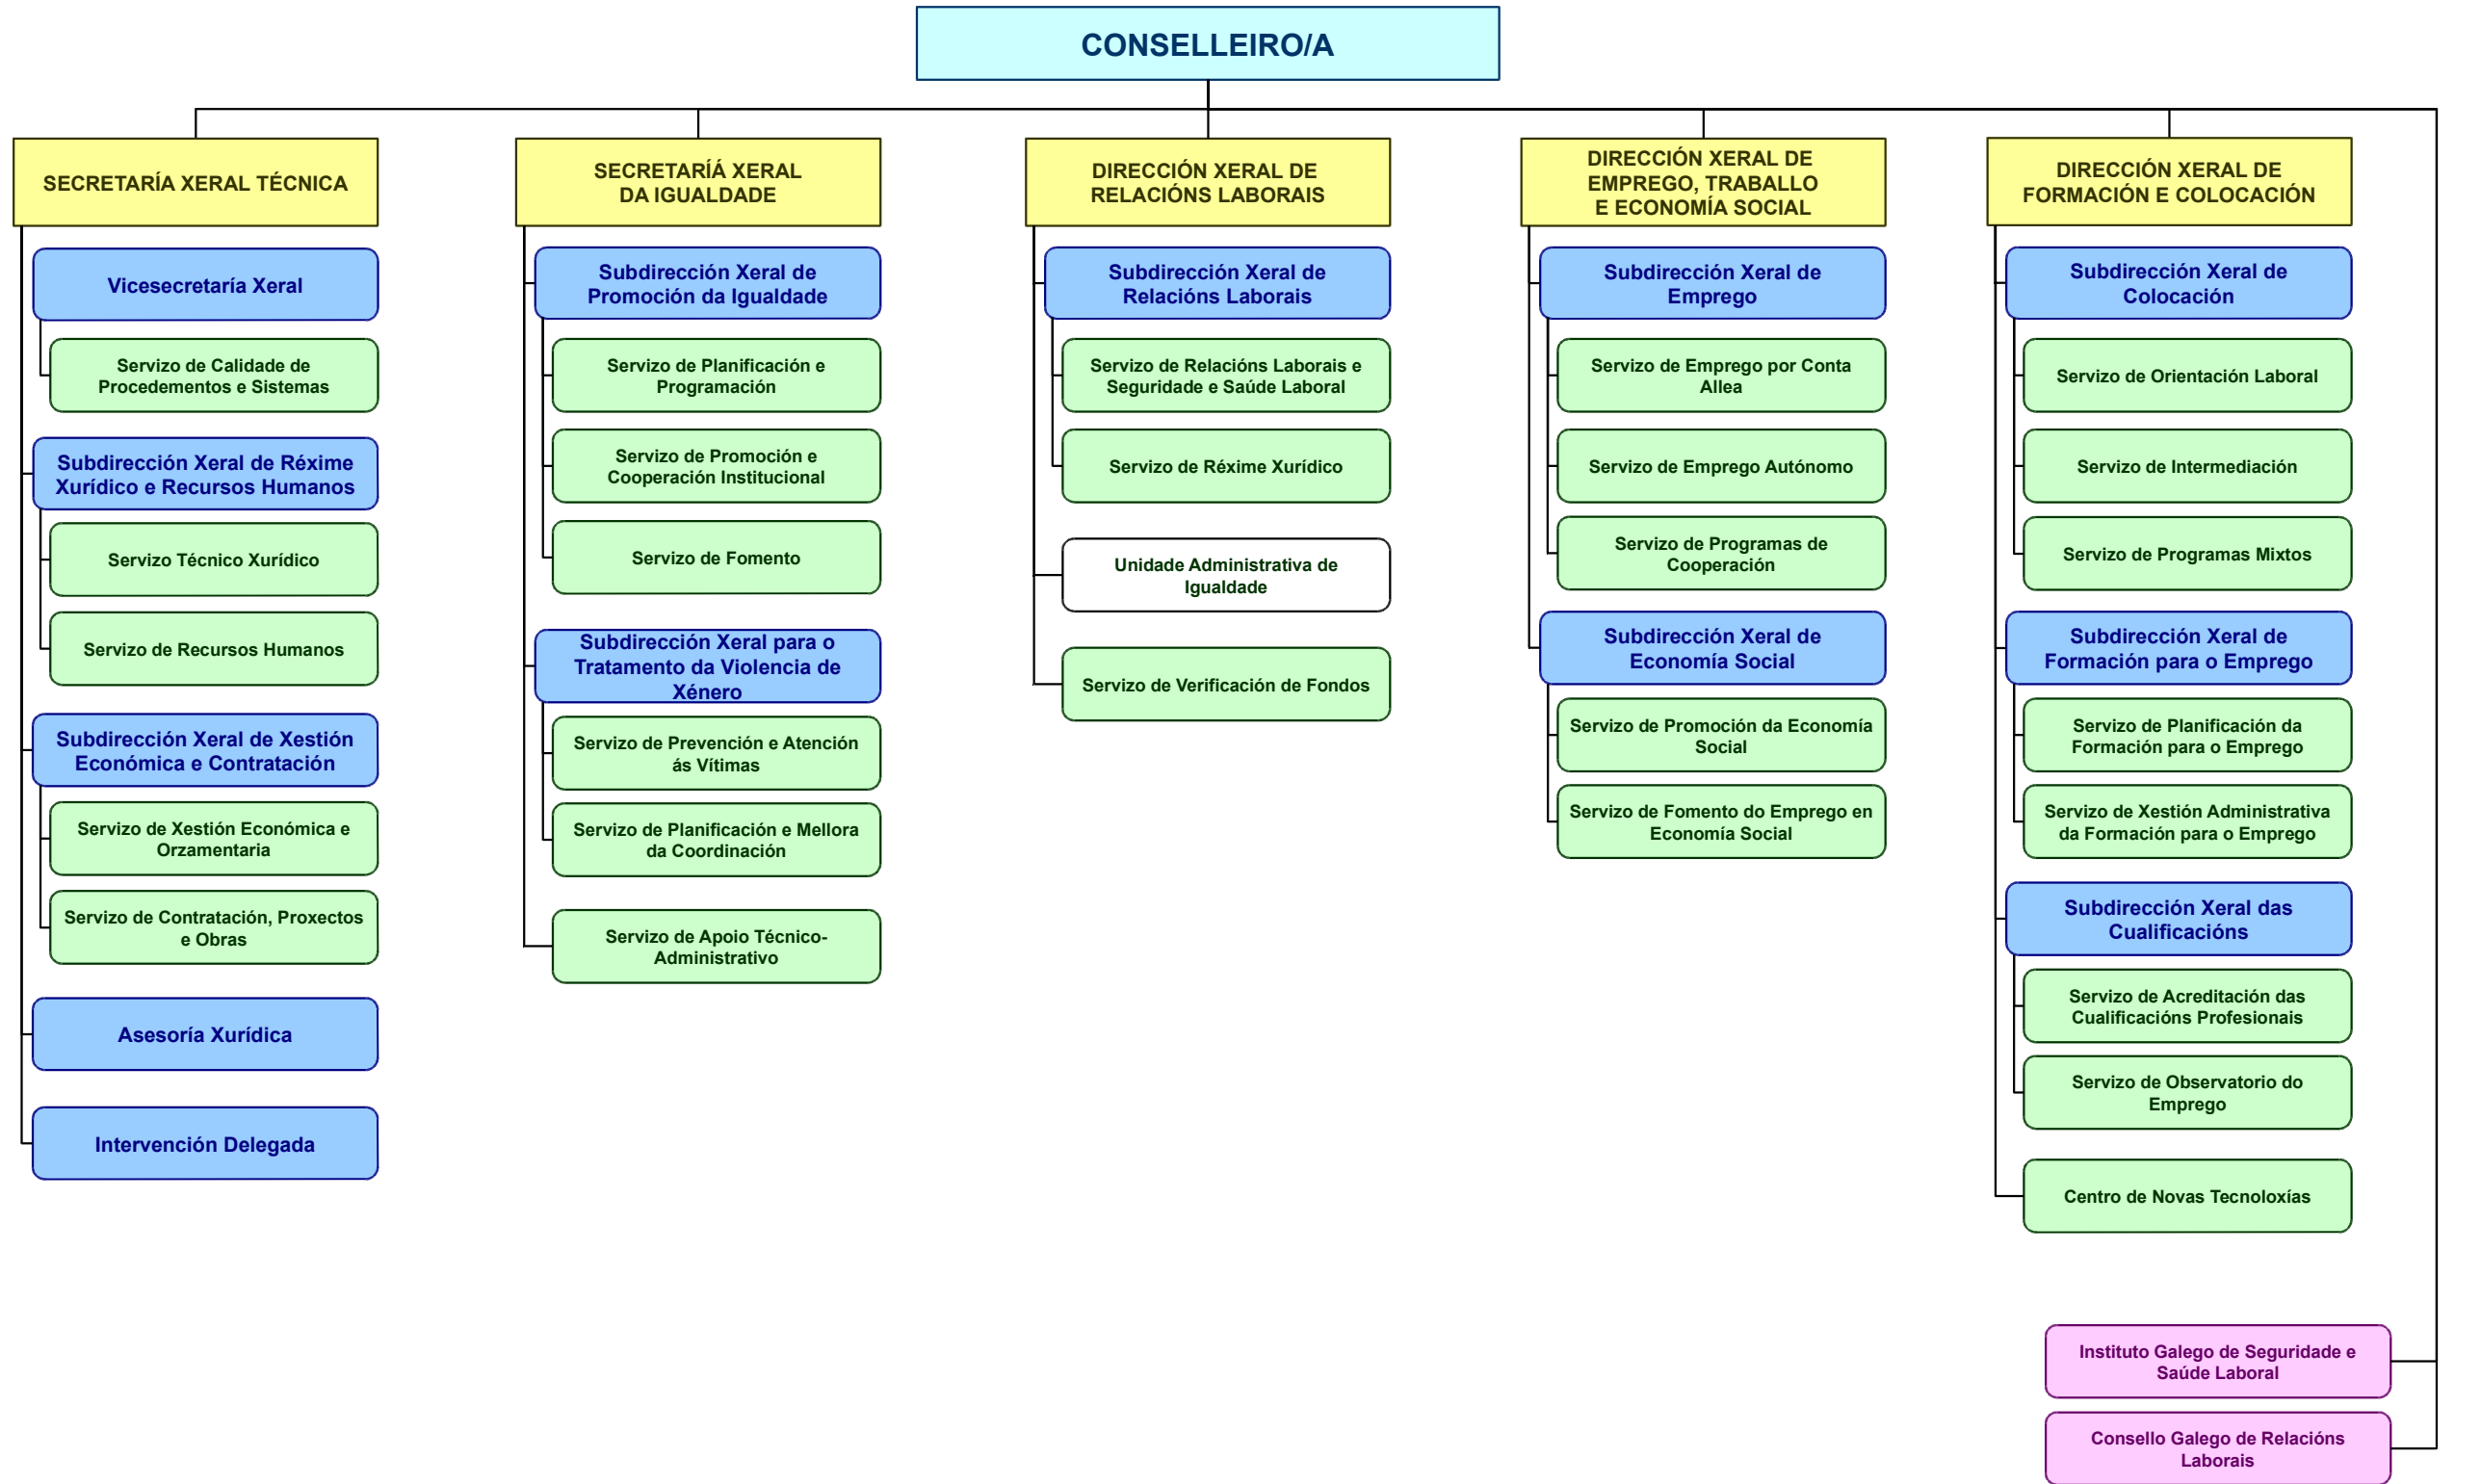 CONSELLEIRO/A
SECRETARÍA XERAL TÉCNICA
Vicesecretaría Xeral
Servizo de Calidade de
Procedementos e Sistemas
Subdirección Xeral de Réxime
Xurídico e Recursos Humanos
Servizo Técnico Xurídico
Servizo de Recursos Humanos
Subdirección Xeral de Xestión
Económica e Contratación
Servizo de Xestión Económica e
Orzamentaria
Servizo de Contratación, Proxectos
e Obras
Asesoría Xurídica
Intervención Delegada
SECRETARÍÁ XERAL
DA IGUALDADE
Subdirección Xeral de
Promoción da Igualdade
Servizo de Planificación e
Programación
Servizo de Promoción e
Cooperación Institucional
Servizo de Fomento
Subdirección Xeral para o
Tratamento da Violencia de
Xénero
Servizo de Prevención e Atención
ás Vítimas
Servizo de Planificación e Mellora
da Coordinación
Servizo de Apoio Técnico-
Administrativo
DIRECCIÓN XERAL DE
RELACIÓNS LABORAIS
Subdirección Xeral de
Relacións Laborais
Servizo de Relacións Laborais e
Seguridade e Saúde Laboral
Servizo de Réxime Xurídico
Unidade Administrativa de
Igualdade
Servizo de Verificación de Fondos
DIRECCIÓN XERAL DE
EMPREGO, TRABALLO
E ECONOMÍA SOCIAL
Subdirección Xeral de
Emprego
Servizo de Emprego por Conta
Allea
Servizo de Emprego Autónomo
Servizo de Programas de
Cooperación
Subdirección Xeral de
Economía Social
Servizo de Promoción da Economía
Social
Servizo de Fomento do Emprego en
Economía Social
DIRECCIÓN XERAL DE
FORMACIÓN E COLOCACIÓN
Subdirección Xeral de
Colocación
Servizo de Orientación Laboral
Servizo de Intermediación
Servizo de Programas Mixtos
Subdirección Xeral de
Formación para o Emprego
Servizo de Planificación da
Formación para o Emprego
Servizo de Xestión Administrativa
da Formación para o Emprego
Subdirección Xeral das
Cualificacións
Servizo de Acreditación das
Cualificacións Profesionais
Servizo de Observatorio do
Emprego
Centro de Novas Tecnoloxías
Instituto Galego de Seguridade e
Saúde Laboral
Consello Galego de Relacións
Laborais